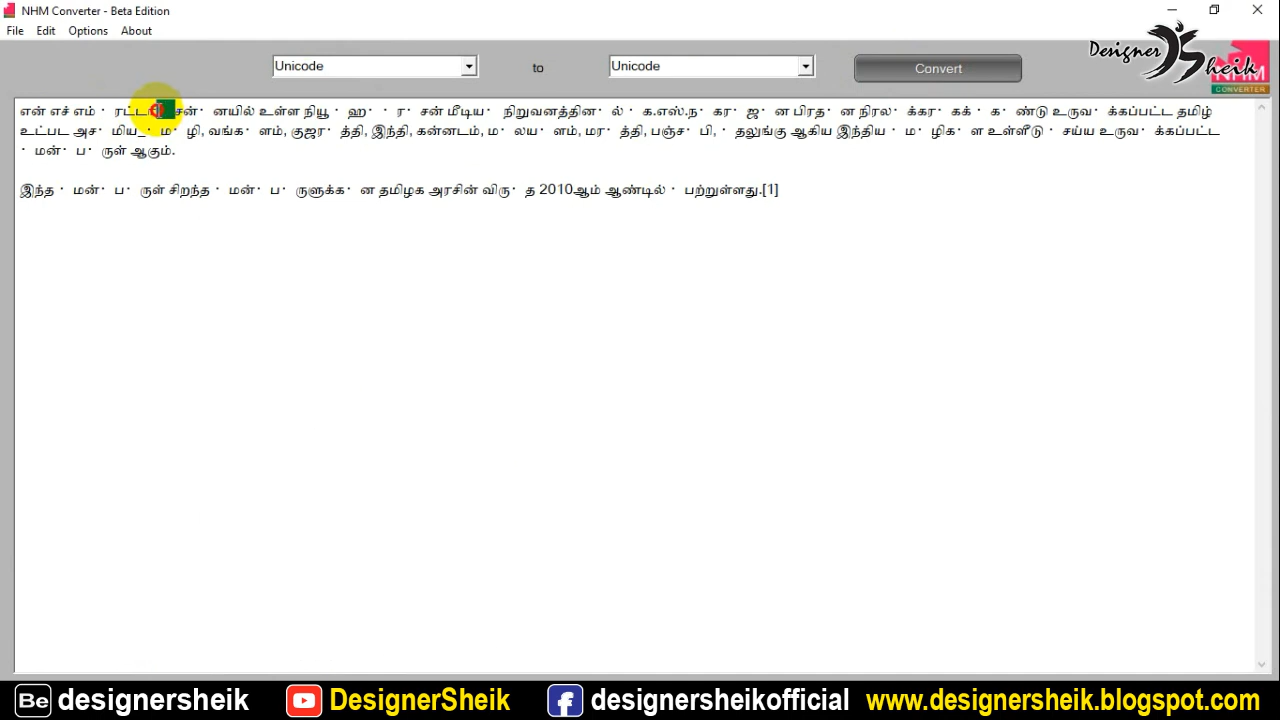 NHM Converter - Beta Edition
File Edit Options About
Unicode to Unicode Convert
Designer Sheik
NHM
CONVERTER
என் எச் எம் · ரட்ட சன் · னயில் உள்ள நியூ · ஹ · · ர · சன் மீடிய · நிறுவனத்தின · ல் · க.எஸ்.ந · கர · ஜ · ன பிரத · ன நிரல · க்கர · கக் · க · ண்டு உருவ · க்கப்பட்ட தமிழ்
உட்பட அச · மிய · ம · ழி, வங்க · ளம், குஜர · த்தி, இந்தி, கன்னடம், ம · லய · ளம், மர · த்தி, பஞ்ச · பி, · தலுங்கு ஆகிய இந்திய · ம · ழிக · ள உள்ளீடு · சய்ய உருவ · க்கப்பட்ட
· மன் · ப · ருள் ஆகும்.
இந்த · மன் · ப · ருள் சிறந்த · மன் · ப · ருளுக்க · ன தமிழக அரசின் விரு · த 2010ஆம் ஆண்டில் · பற்றுள்ளது.[1]
Be designersheik DesignerSheik f designersheikofficial www.designersheik.blogspot.com